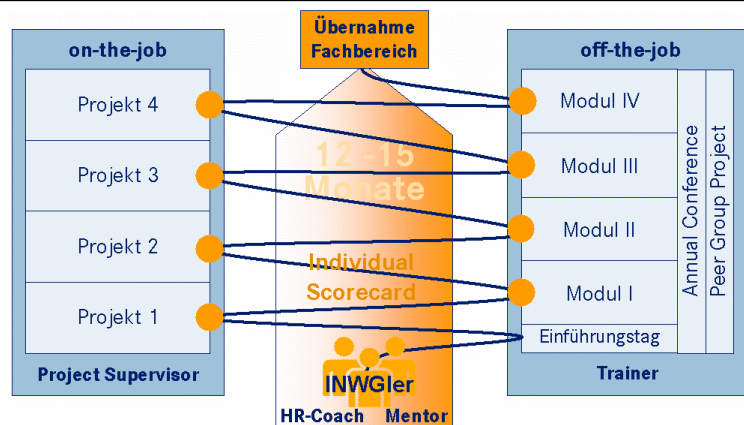 Übernahme
Fachbereich
on-the-job
Projekt 4
Projekt 3
Projekt 2
Projekt 1
Project Supervisor
12 -15
Monate
Individual
Scorecard
INWGler
HR-Coach Mentor
off-the-job
Modul IV
Modul III
Modul II
Modul I
Einführungstag
Annual Conference
Peer Group Project
Trainer